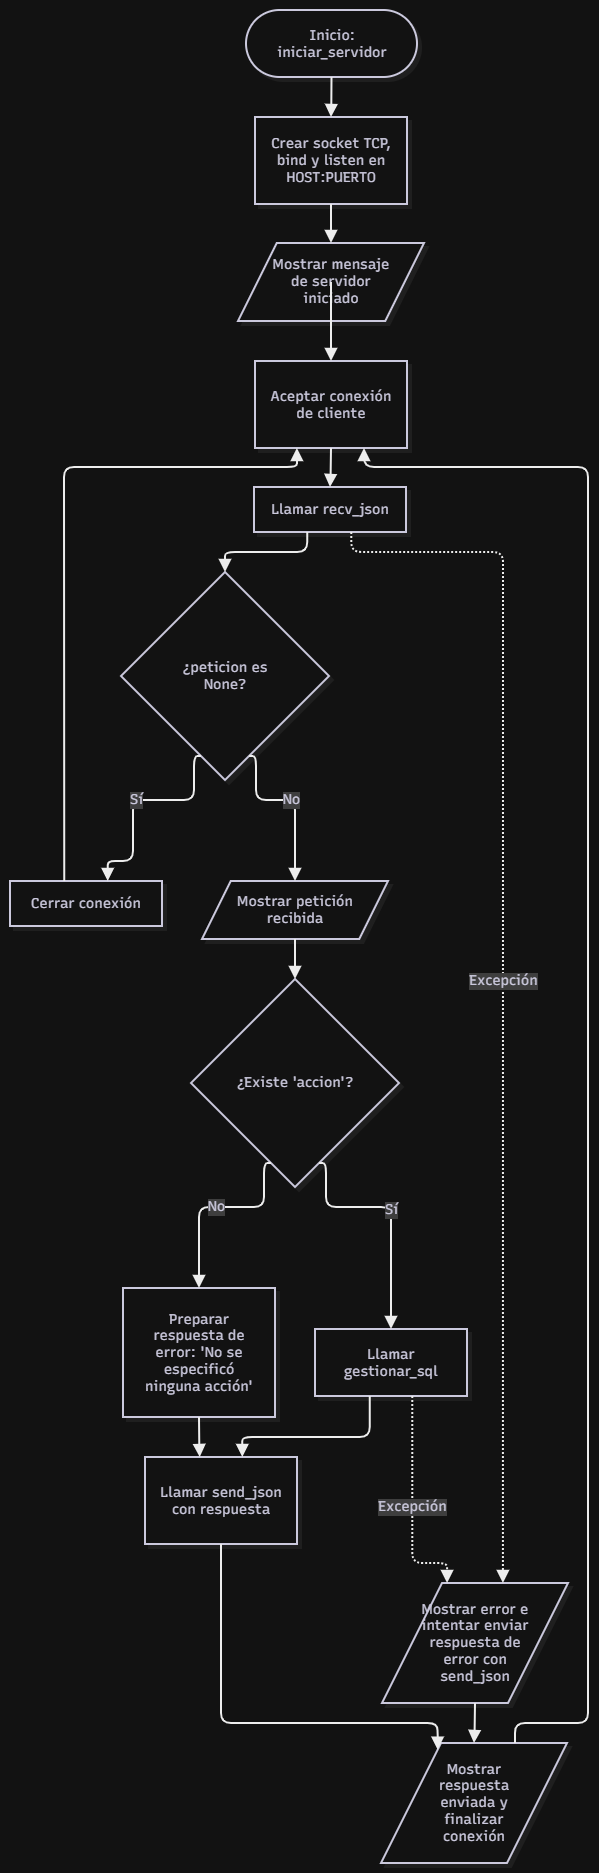 Inicio:
iniciar_servidor
Crear socket TCP,
bind y listen en
HOST:PUERTO
Mostrar mensaje
de servidor
iniciado
Aceptar conexión
de cliente
Llamar recv_json
¿peticion es
None?
Sí
No
Cerrar conexión
Mostrar petición
recibida
Excepción
¿Existe 'accion'?
No
Sí
Preparar
respuesta de
error: 'No se
especificó
ninguna acción'
Llamar
gestionar_sql
Llamar send_json
con respuesta
Excepción
Mostrar error e
intentar enviar
respuesta de
error con
send_json
Mostrar
respuesta
enviada y
finalizar
conexión